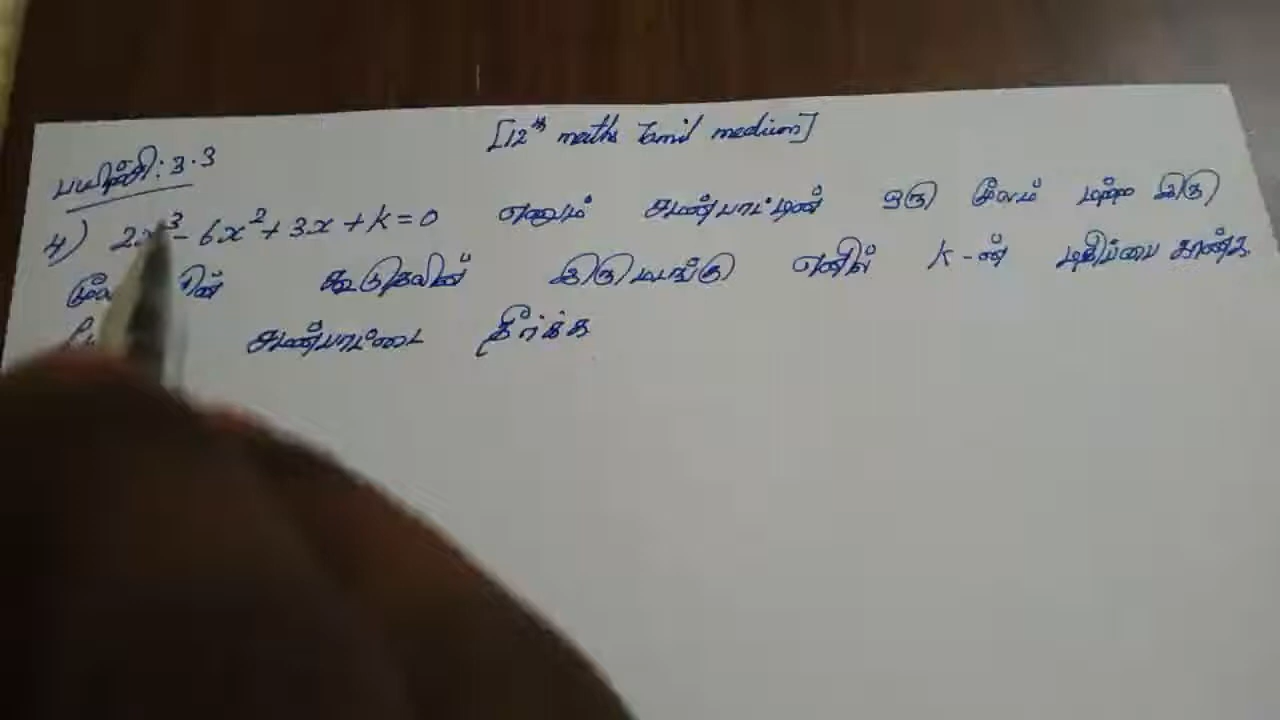 [12th maths Tamil medium]
பயிற்சி: 3.3
4) 2x³ - 6x² + 3x + k = 0 எனும் சமன்பாட்டின் ஒரு மூலம் மற்ற இரு
கூடுதலின் இருமடங்கு எனில் k-ன் மதிப்பை காண்க.
சமன்பாட்டை தீர்க்க